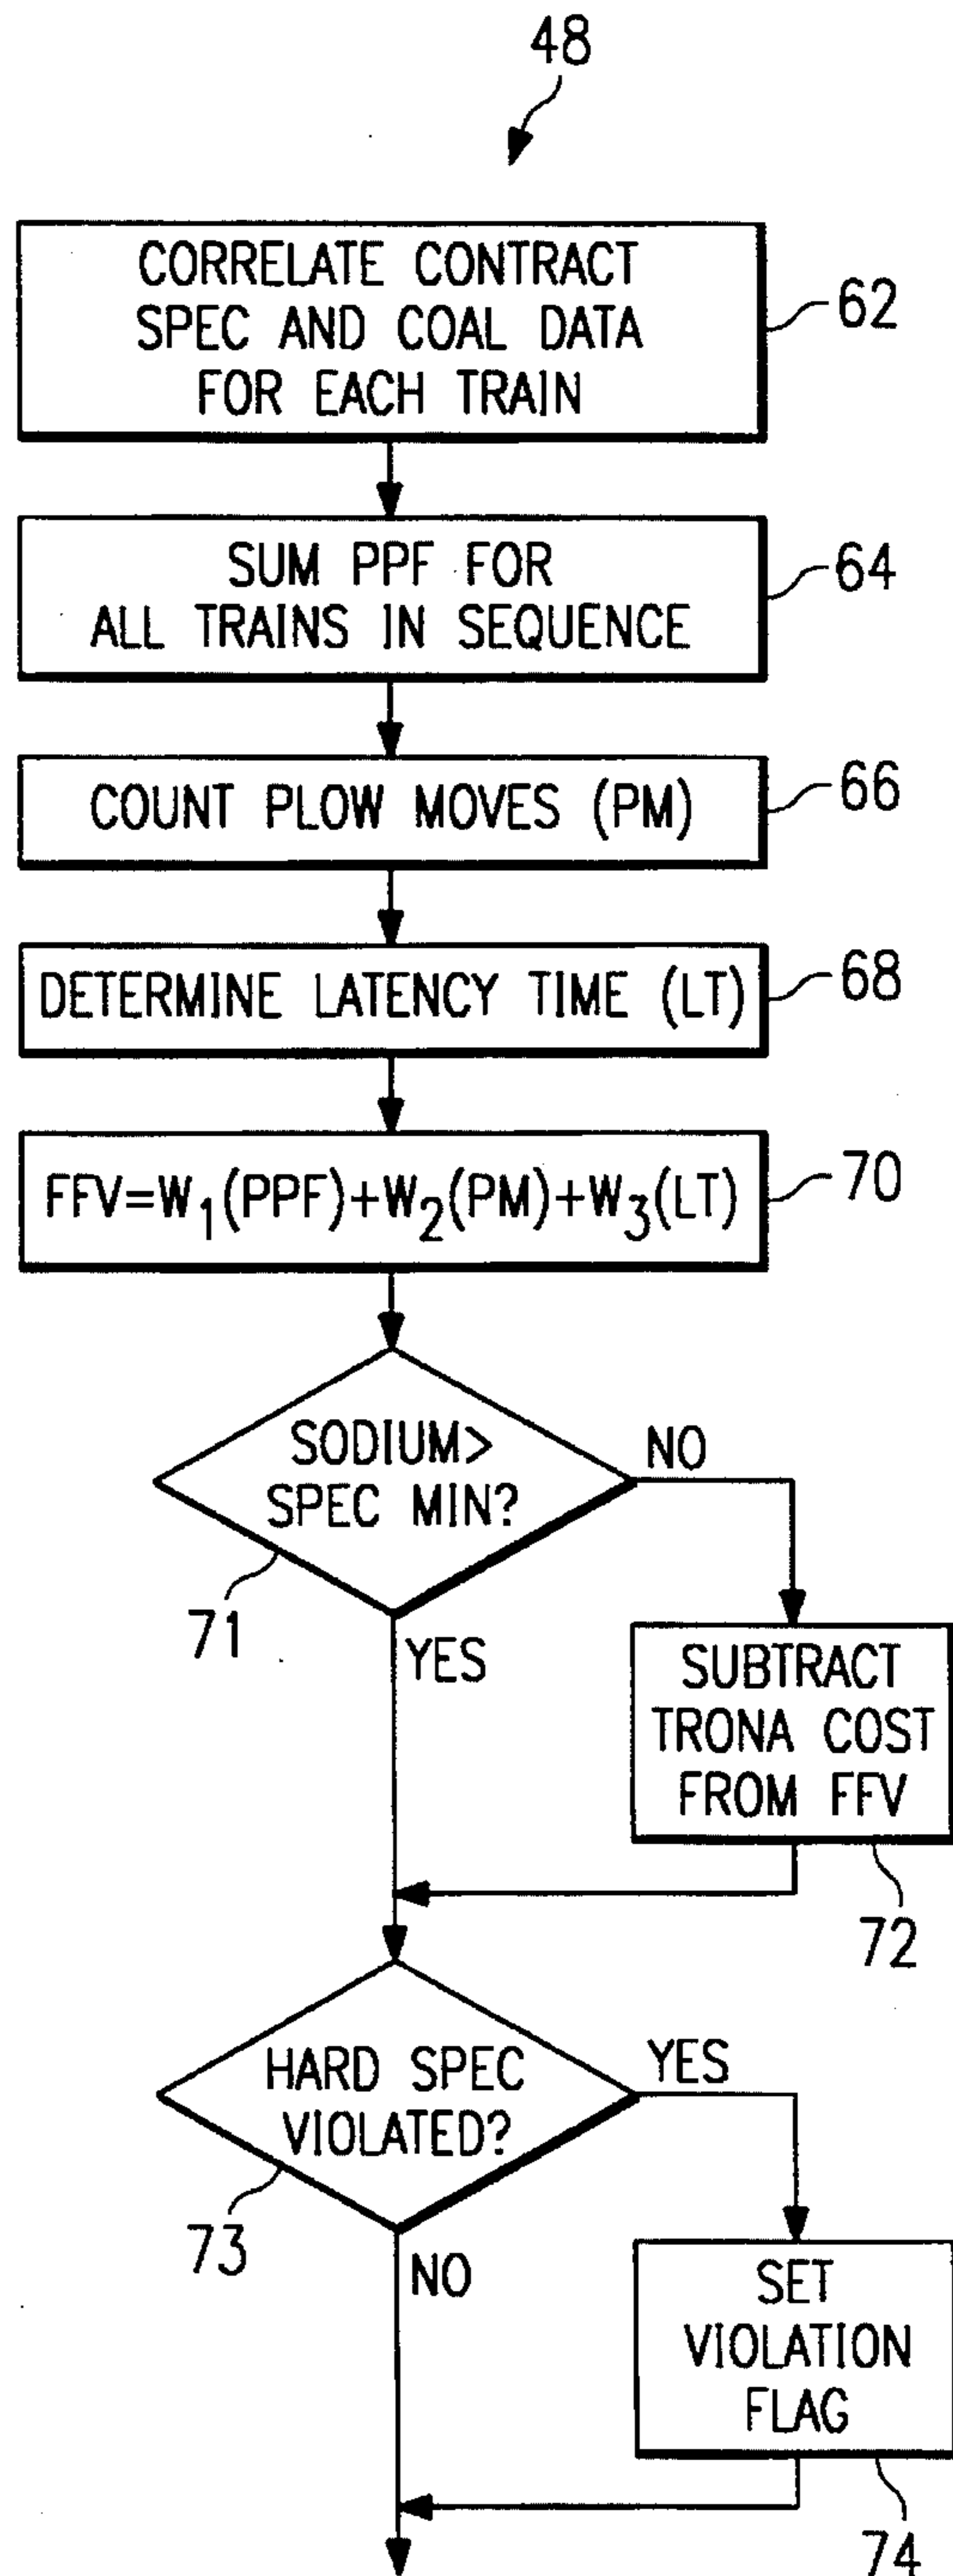 48
CORRELATE CONTRACT
SPEC AND COAL DATA
FOR EACH TRAIN
62
SUM PPF FOR
ALL TRAINS IN SEQUENCE
64
COUNT PLOW MOVES (PM)
66
DETERMINE LATENCY TIME (LT)
68
FFV=W1(PPF)+W2(PM)+W3(LT)
70
SODIUM>
SPEC MIN?
NO
71
YES
SUBTRACT
TRONA COST
FROM FFV
72
HARD SPEC
VIOLATED?
YES
73
NO
SET
VIOLATION
FLAG
74